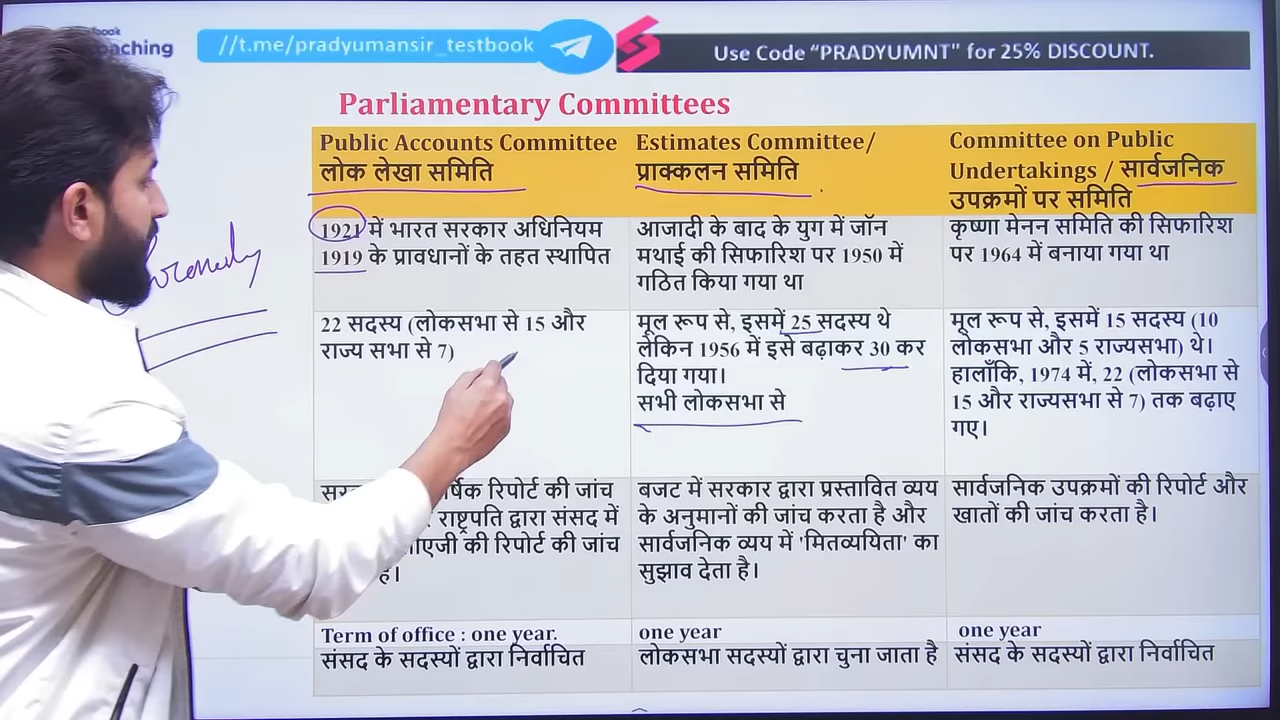 book
paching
//t.me/pradyumansir_testbook
Use Code “PRADYUMNT" for 25% DISCOUNT.
Parliamentary Committees
Public Accounts Committee
लोक लेखा समिति
Estimates Committee/
प्राक्कलन समिति
Committee on Public
Undertakings / सार्वजनिक
उपक्रमों पर समिति
1921 में भारत सरकार अधिनियम
1919 के प्रावधानों के तहत स्थापित
आजादी के बाद के युग में जॉन
मथाई की सिफारिश पर 1950 में
गठित किया गया था
कृष्णा मेनन समिति की सिफारिश
पर 1964 में बनाया गया था
22 सदस्य (लोकसभा से 15 और
राज्य सभा से 7)
मूल रूप से, इसमें 25 सदस्य थे
लेकिन 1956 में इसे बढ़ाकर 30 कर
दिया गया।
सभी लोकसभा से
मूल रूप से, इसमें 15 सदस्य (10
लोकसभा और 5 राज्यसभा) थे।
हालाँकि, 1974 में, 22 (लोकसभा से
15 और राज्यसभा से 7) तक बढ़ाए
गए।
रिपोर्ट की जांच
राष्ट्रपति द्वारा संसद में
की रिपोर्ट की जांच
है।
बजट में सरकार द्वारा प्रस्तावित व्यय
के अनुमानों की जांच करता है और
सार्वजनिक व्यय में 'मितव्ययिता' का
सुझाव देता है।
सार्वजनिक उपक्रमों की रिपोर्ट और
खातों की जांच करता है।
Term of office : one year.
संसद के सदस्यों द्वारा निर्वाचित
one year
लोकसभा सदस्यों द्वारा चुना जाता है
one year
संसद के सदस्यों द्वारा निर्वाचित